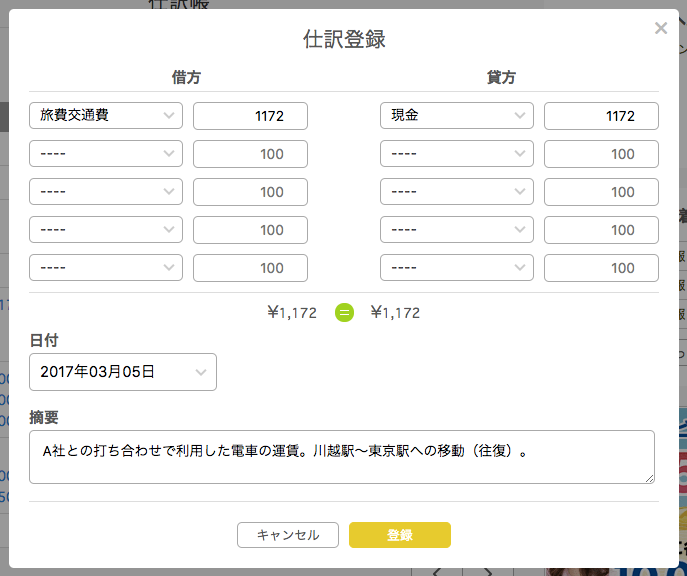 仕訳帳
仕訳登録
×
借方 貸方
旅費交通費 1172 現金 1172
---- 100 ---- 100
---- 100 ---- 100
---- 100 ---- 100
---- 100 ---- 100
¥1,172 = ¥1,172
日付
2017年03月05日
摘要
A社との打ち合わせで利用した電車の運賃。川越駅〜東京駅への移動（往復）。
キャンセル 登録